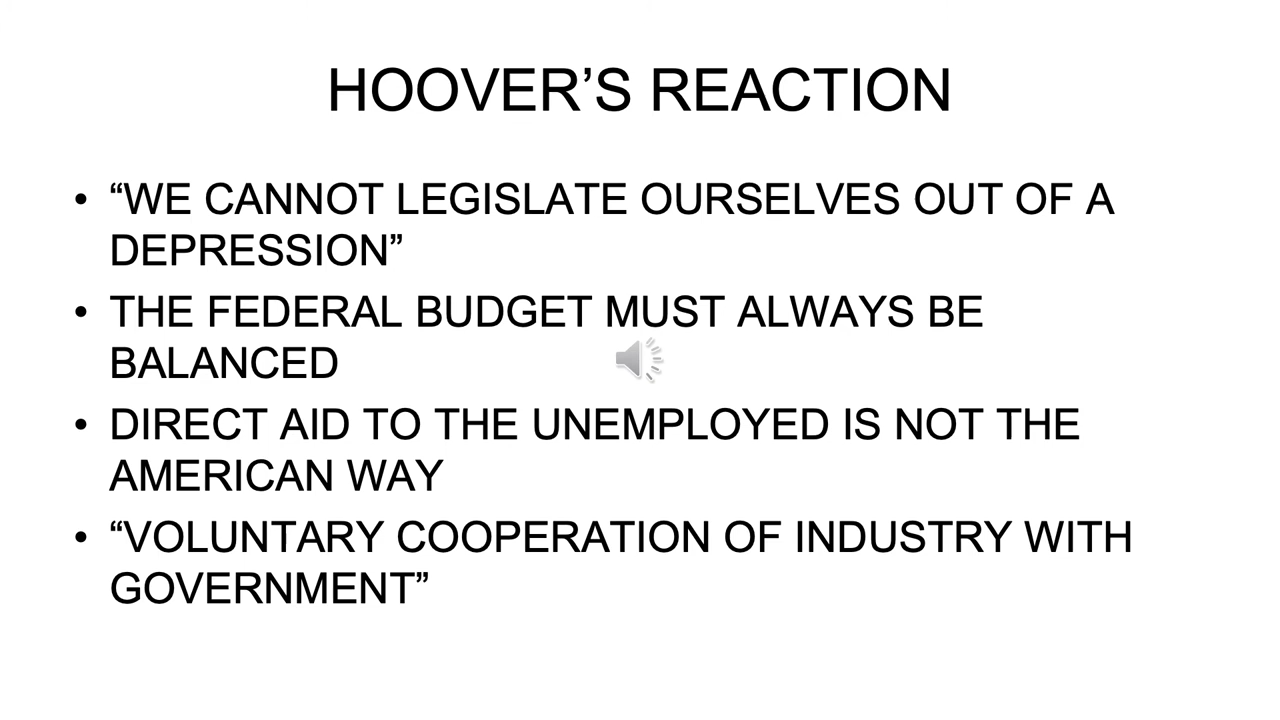 HOOVER’S REACTION
• “WE CANNOT LEGISLATE OURSELVES OUT OF A
DEPRESSION”
• THE FEDERAL BUDGET MUST ALWAYS BE
BALANCED
• DIRECT AID TO THE UNEMPLOYED IS NOT THE
AMERICAN WAY
• “VOLUNTARY COOPERATION OF INDUSTRY WITH
GOVERNMENT”